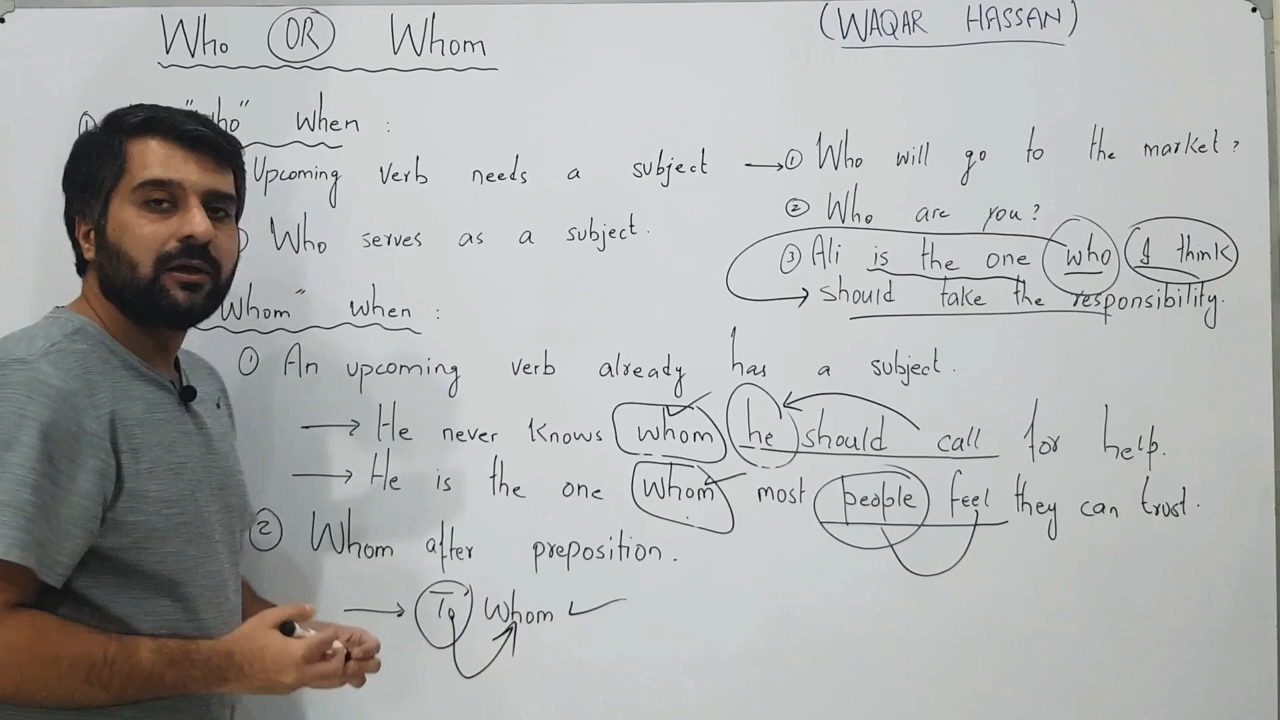 Who OR Whom
(WAQAR HASSAN)
① "who" when :
Upcoming verb needs a subject → ① Who will go to the market?
Who serves as a subject.
② Who are you?
③ Ali is the one who I think
→ should take the responsibility.
Whom" when :
① An upcoming verb already has a subject.
→ He never knows whom he should call for help.
→ He is the one whom most people feel they can trust.
② Whom after preposition.
→ To whom ✓